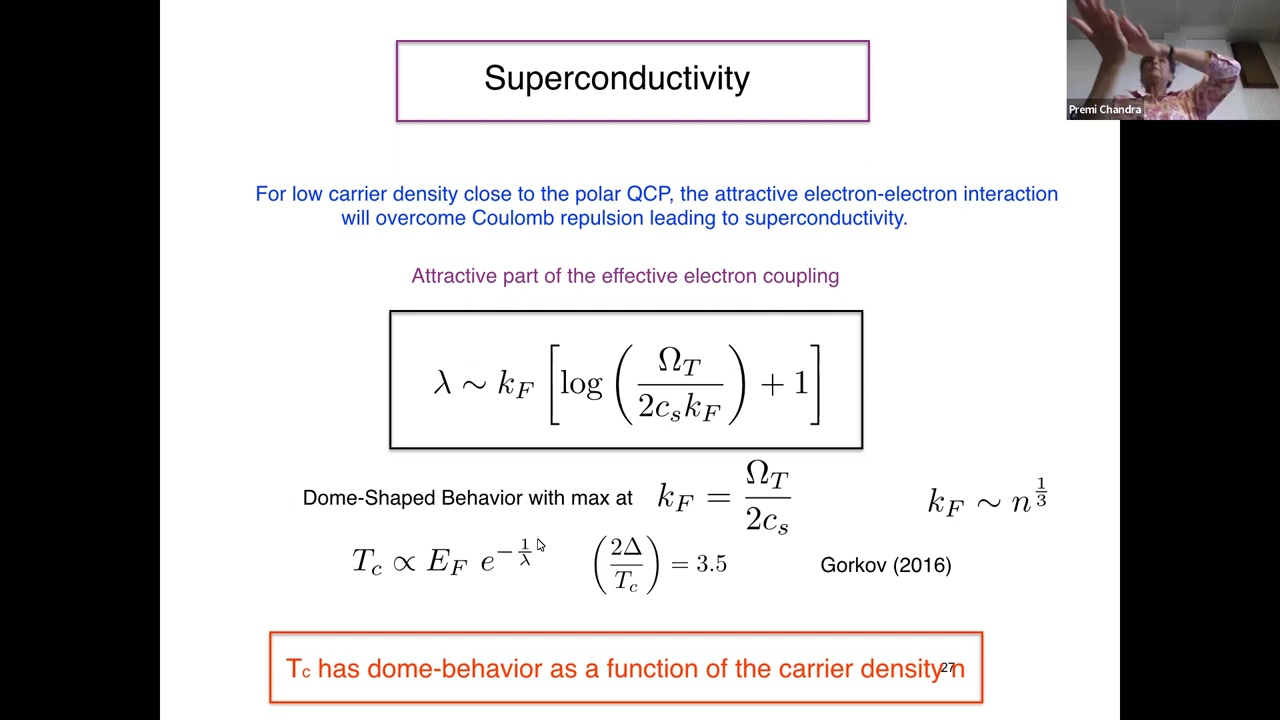 Superconductivity
Premi Chandra
For low carrier density close to the polar QCP, the attractive electron-electron interaction
will overcome Coulomb repulsion leading to superconductivity.
Attractive part of the effective electron coupling
λ ∼ k_F [log (Ω_T / 2c_s k_F) + 1]
Dome-Shaped Behavior with max at k_F = Ω_T / 2c_s k_F ∼ n^{1/3}
T_c ∝ E_F e^{-1/λ} (2Δ / T_c) = 3.5 Gorkov (2016)
Tc has dome-behavior as a function of the carrier density n
27